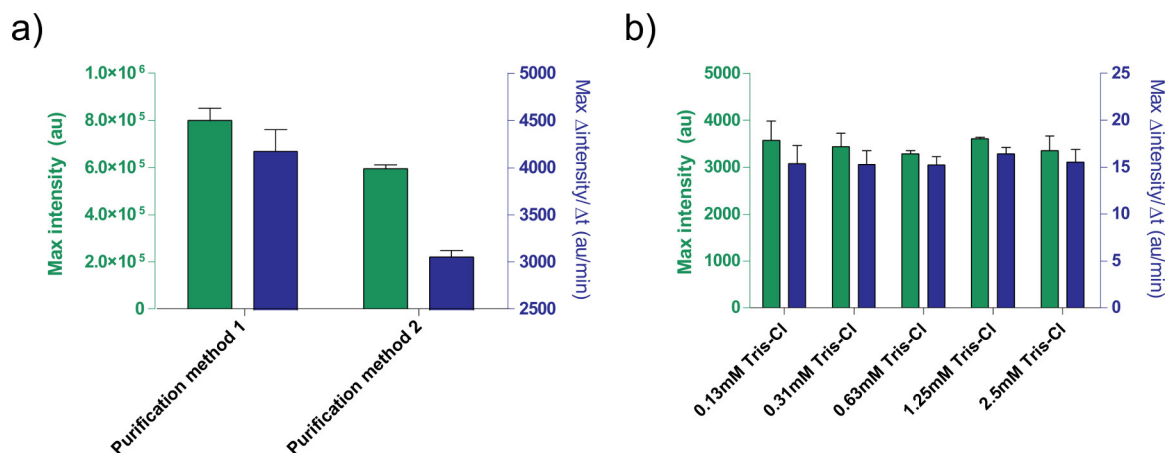 a)
Max intensity (au)
1.0×10⁶
8.0×10⁵
6.0×10⁵
4.0×10⁵
2.0×10⁵
0
5000
4500
4000
3500
3000
2500
Max Δintensity/ Δt (au/min)
Purification method 1
Purification method 2
b)
Max intensity (au)
5000
4000
3000
2000
1000
0
25
20
15
10
5
0
Max Δintensity/ Δt (au/min)
0.13mM Tris-Cl
0.31mM Tris-Cl
0.63mM Tris-Cl
1.25mM Tris-Cl
2.5mM Tris-Cl